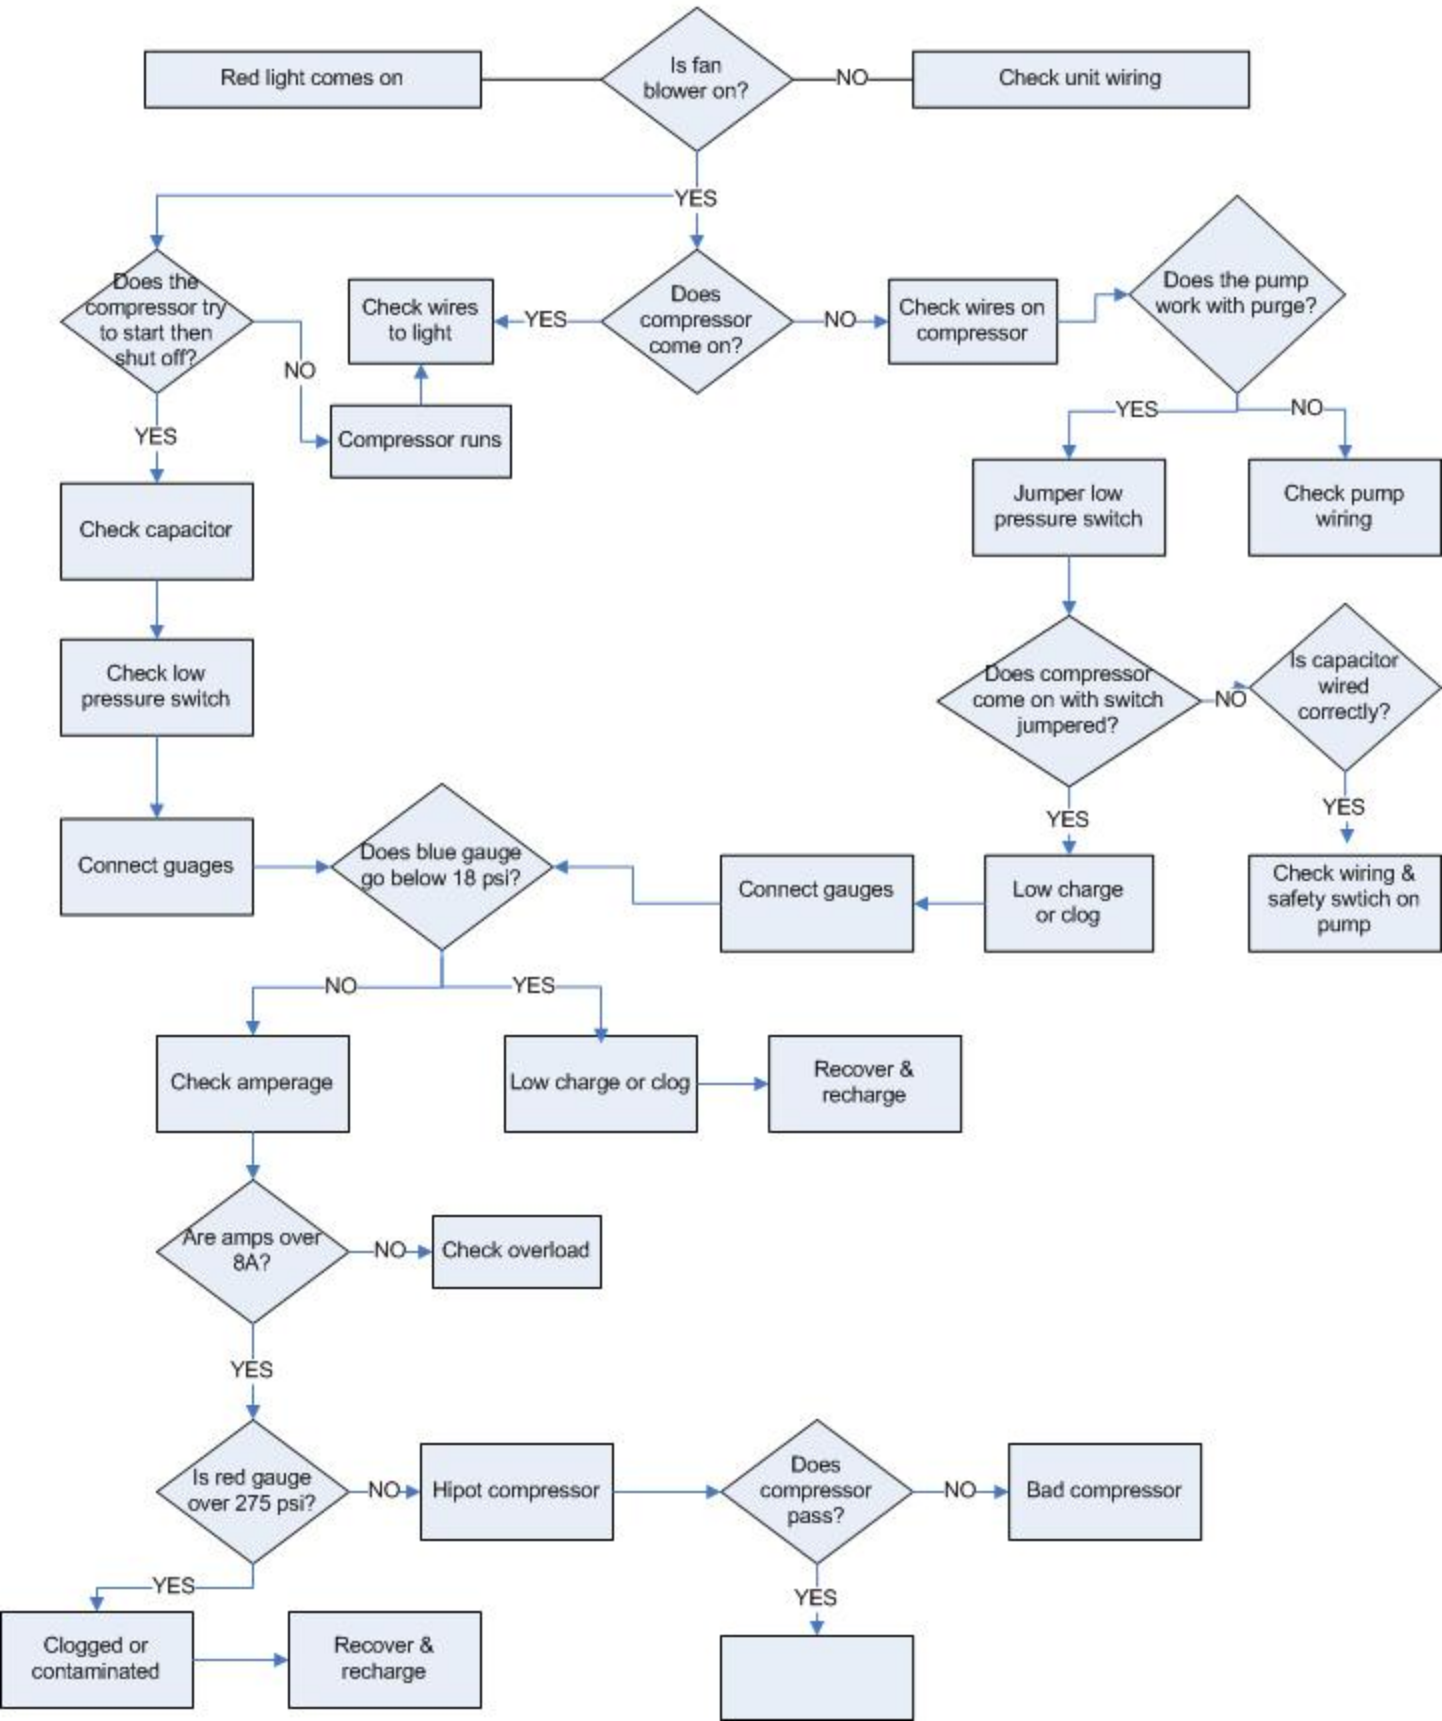 Red light comes on
Is fan
blower on?
NO
Check unit wiring
YES
Does the
compressor try
to start then
shut off?
NO
Check wires
to light
YES
Does
compressor
come on?
NO
Check wires on
compressor
Does the pump
work with purge?
YES
Compressor runs
YES
NO
Check capacitor
Jumper low
pressure switch
Check pump
wiring
Check low
pressure switch
Does compressor
come on with switch
jumpered?
NO
Is capacitor
wired
correctly?
YES
YES
Connect guages
Does blue gauge
go below 18 psi?
Connect gauges
Low charge
or clog
Check wiring &
safety swtich on
pump
NO
YES
Check amperage
Low charge or clog
Recover &
recharge
Are amps over
8A?
NO
Check overload
YES
Is red gauge
over 275 psi?
NO
Hipot compressor
Does
compressor
pass?
NO
Bad compressor
YES
YES
Clogged or
contaminated
Recover &
recharge